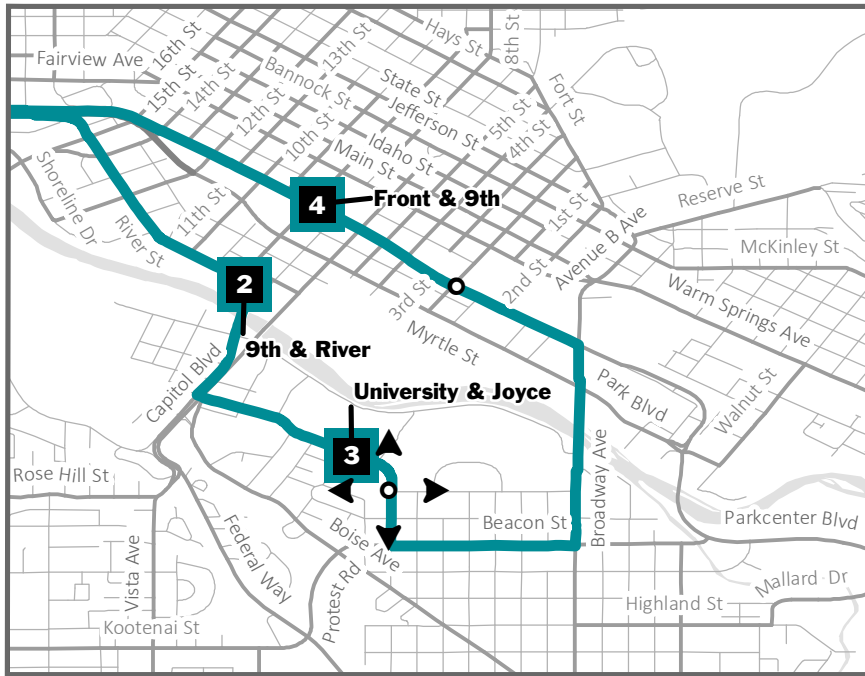 Hays St
8th St
13th St
16th St
Fairview Ave
15th St
14th St
Bannock St
State St
Jefferson St
Fort St
12th St
5th St
4th St
10th St
Idaho St
Main St
Shoreline Dr
River St
11th St
4
Front & 9th
1st St
Avenue B Ave
Reserve St
McKinley St
2
3rd St
2nd St
Warm Springs Ave
9th & River
Myrtle St
Capitol Blvd
University & Joyce
Park Blvd
Walnut St
3
Rose Hill St
Broadway Ave
Beacon St
Parkcenter Blvd
Federal Way
Boise Ave
Vista Ave
Protest Rd
Mallard Dr
Highland St
Kootenai St